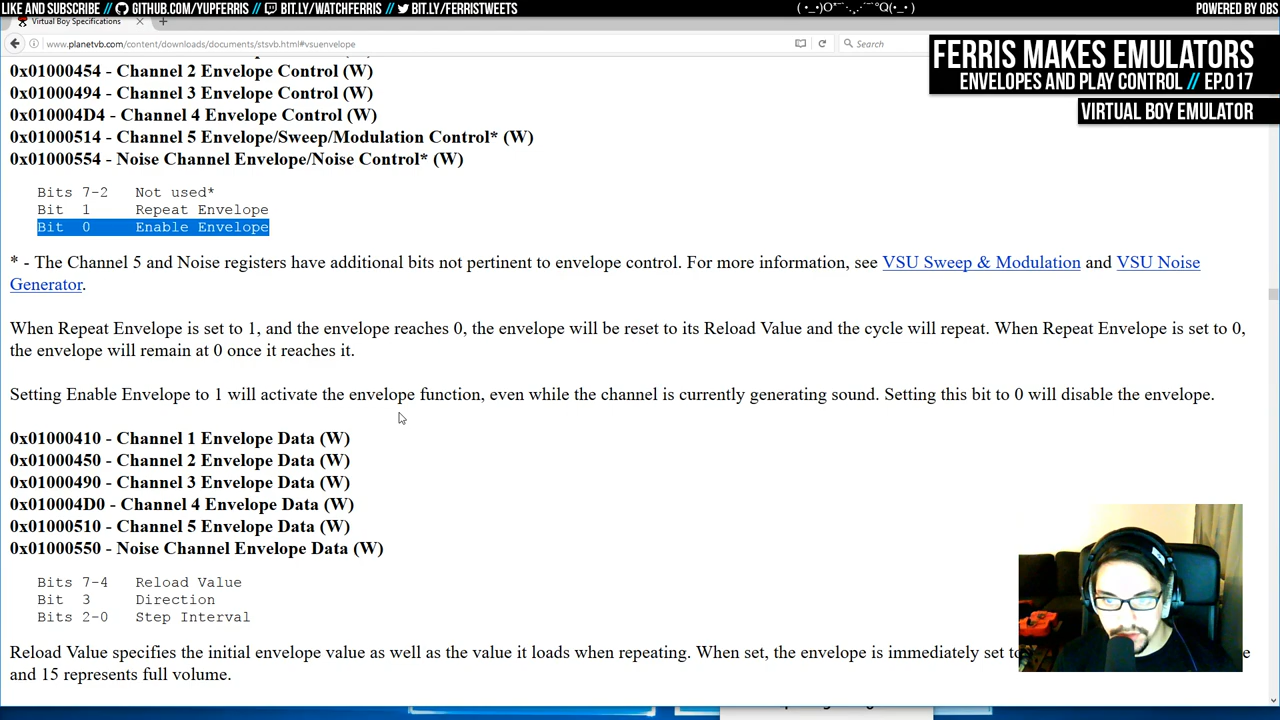 LIKE AND SUBSCRIBE // GITHUB.COM/YUPFERRIS // BIT.LY/WATCHFERRIS // BIT.LY/FERRISTWEETS
POWERED BY OBS
Virtual Boy Specifications
www.planetvb.com/content/downloads/documents/stsvb.html#vsuenvelope
Search
FERRIS MAKES EMULATORS
ENVELOPES AND PLAY CONTROL // EP.017
VIRTUAL BOY EMULATOR
0x01000454 - Channel 2 Envelope Control (W)
0x01000494 - Channel 3 Envelope Control (W)
0x010004D4 - Channel 4 Envelope Control (W)
0x01000514 - Channel 5 Envelope/Sweep/Modulation Control* (W)
0x01000554 - Noise Channel Envelope/Noise Control* (W)
Bits 7-2 Not used*
Bit 1 Repeat Envelope
Bit 0 Enable Envelope
* - The Channel 5 and Noise registers have additional bits not pertinent to envelope control. For more information, see VSU Sweep & Modulation and VSU Noise
Generator.
When Repeat Envelope is set to 1, and the envelope reaches 0, the envelope will be reset to its Reload Value and the cycle will repeat. When Repeat Envelope is set to 0,
the envelope will remain at 0 once it reaches it.
Setting Enable Envelope to 1 will activate the envelope function, even while the channel is currently generating sound. Setting this bit to 0 will disable the envelope.
0x01000410 - Channel 1 Envelope Data (W)
0x01000450 - Channel 2 Envelope Data (W)
0x01000490 - Channel 3 Envelope Data (W)
0x010004D0 - Channel 4 Envelope Data (W)
0x01000510 - Channel 5 Envelope Data (W)
0x01000550 - Noise Channel Envelope Data (W)
Bits 7-4 Reload Value
Bit 3 Direction
Bits 2-0 Step Interval
Reload Value specifies the initial envelope value as well as the value it loads when repeating. When set, the envelope is immediately set to
and 15 represents full volume.